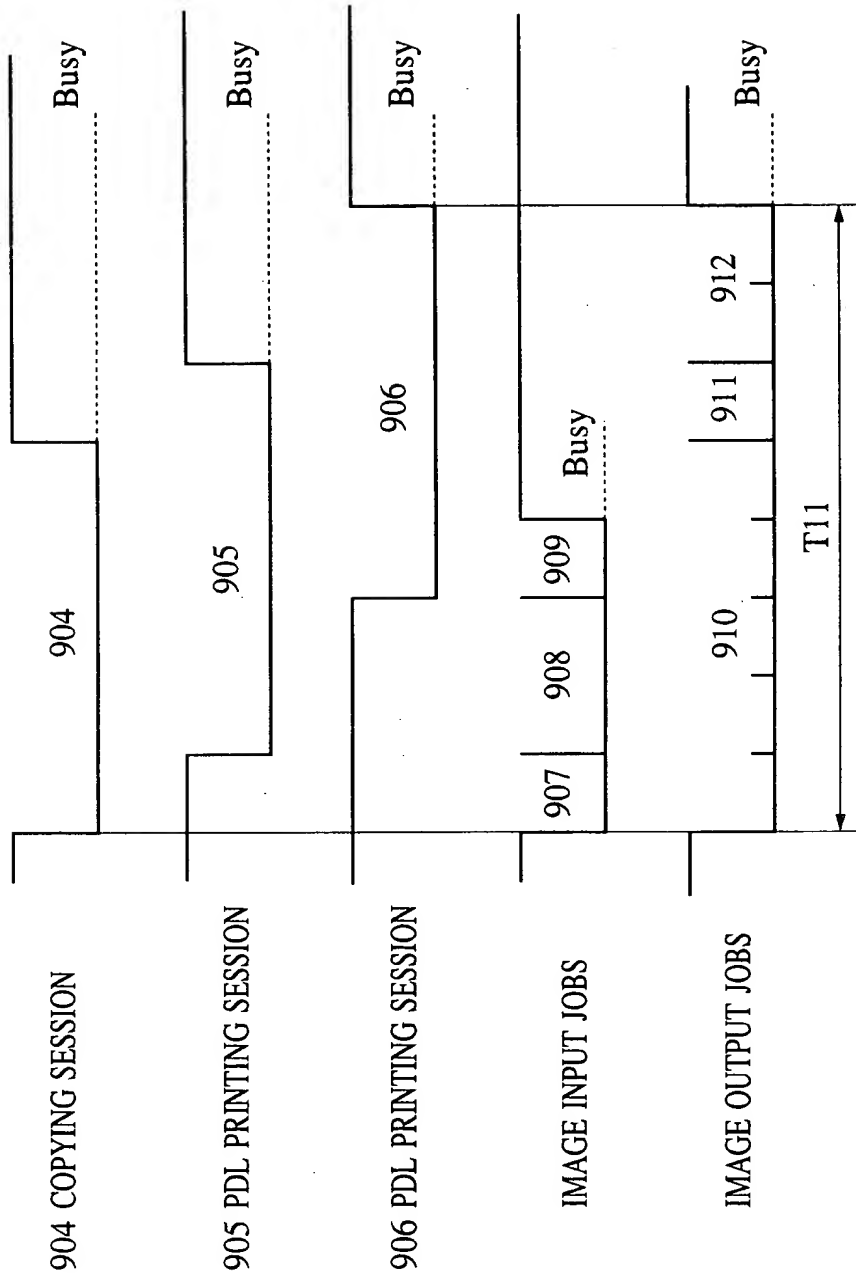 904 COPYING SESSION
904
Busy
905 PDL PRINTING SESSION
905
Busy
906 PDL PRINTING SESSION
906
Busy
IMAGE INPUT JOBS
907
908
909
Busy
IMAGE OUTPUT JOBS
910
911
912
Busy
T11